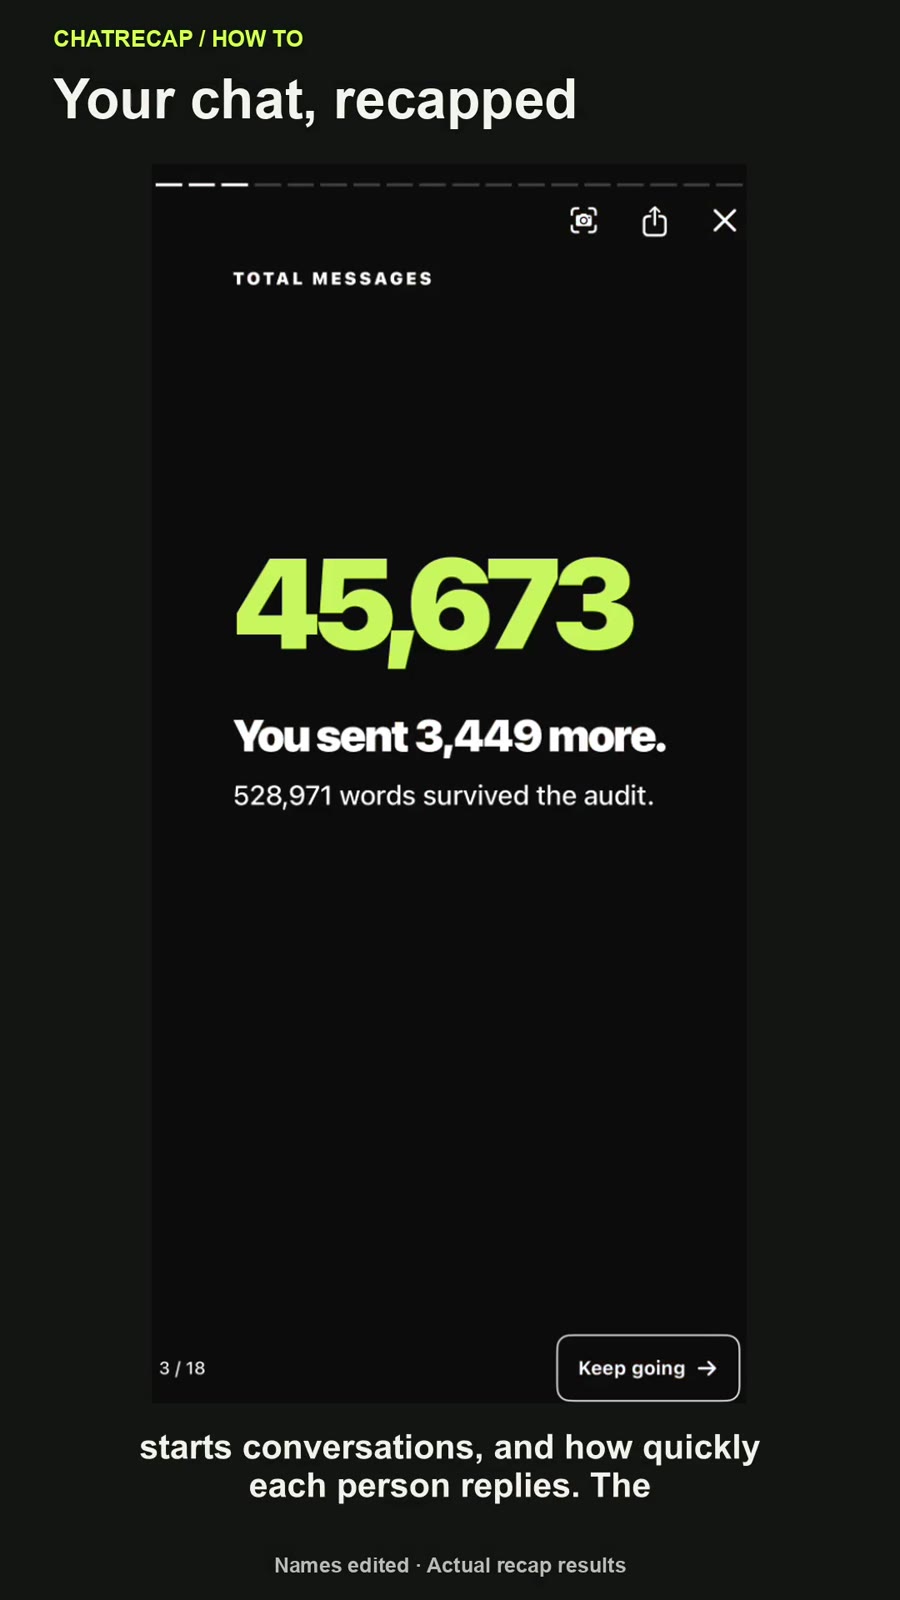 CHATRECAP / HOW TO
Your chat, recapped
TOTAL MESSAGES
45,673
You sent 3,449 more.
528,971 words survived the audit.
3 / 18
Keep going →
starts conversations, and how quickly
each person replies. The
Names edited · Actual recap results